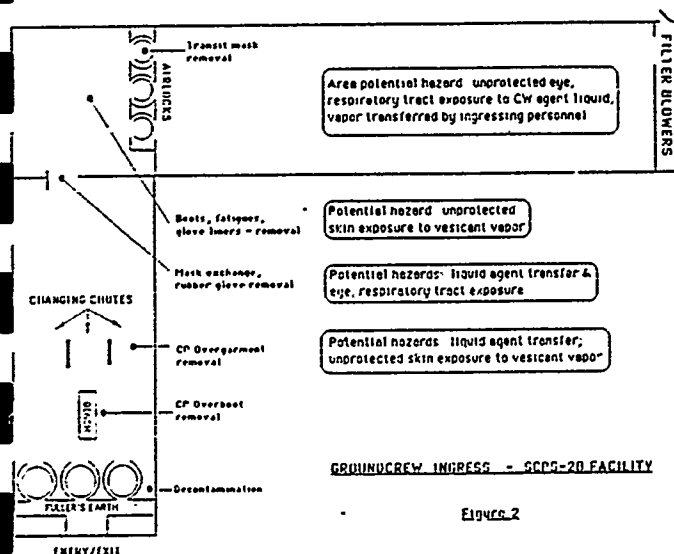 Transit mask
removal
AIRLOCKS
FILTER BLOWERS
Area potential hazard unprotected eye,
respiratory tract exposure to CW agent liquid,
vapor transferred by ingressing personnel
Boots, fatigues,
glove liners - removal
Potential hazard unprotected
skin exposure to vesicant vapor
Mask exchange,
rubber glove removal
Potential hazards: liquid agent transfer &
eye, respiratory tract exposure
CHANGING CHUTES
CP Overgarment
removal
Potential hazards liquid agent transfer;
unprotected skin exposure to vesicant vapor
CP Overboot
removal
BENCH
Decontamination
FULLER'S EARTH
ENTRY/EXIT
GROUNDCREW INGRESS - SCPS-2B FACILITY
Figure 2